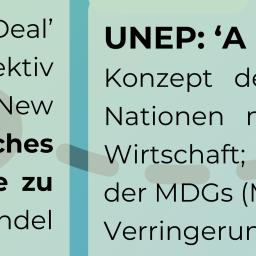 Deal’
ektiv
New
ches
e zu
ndel
UNEP: ‘A
Konzept de
Nationen n
Wirtschaft;
der MDGs (M
Verringerun